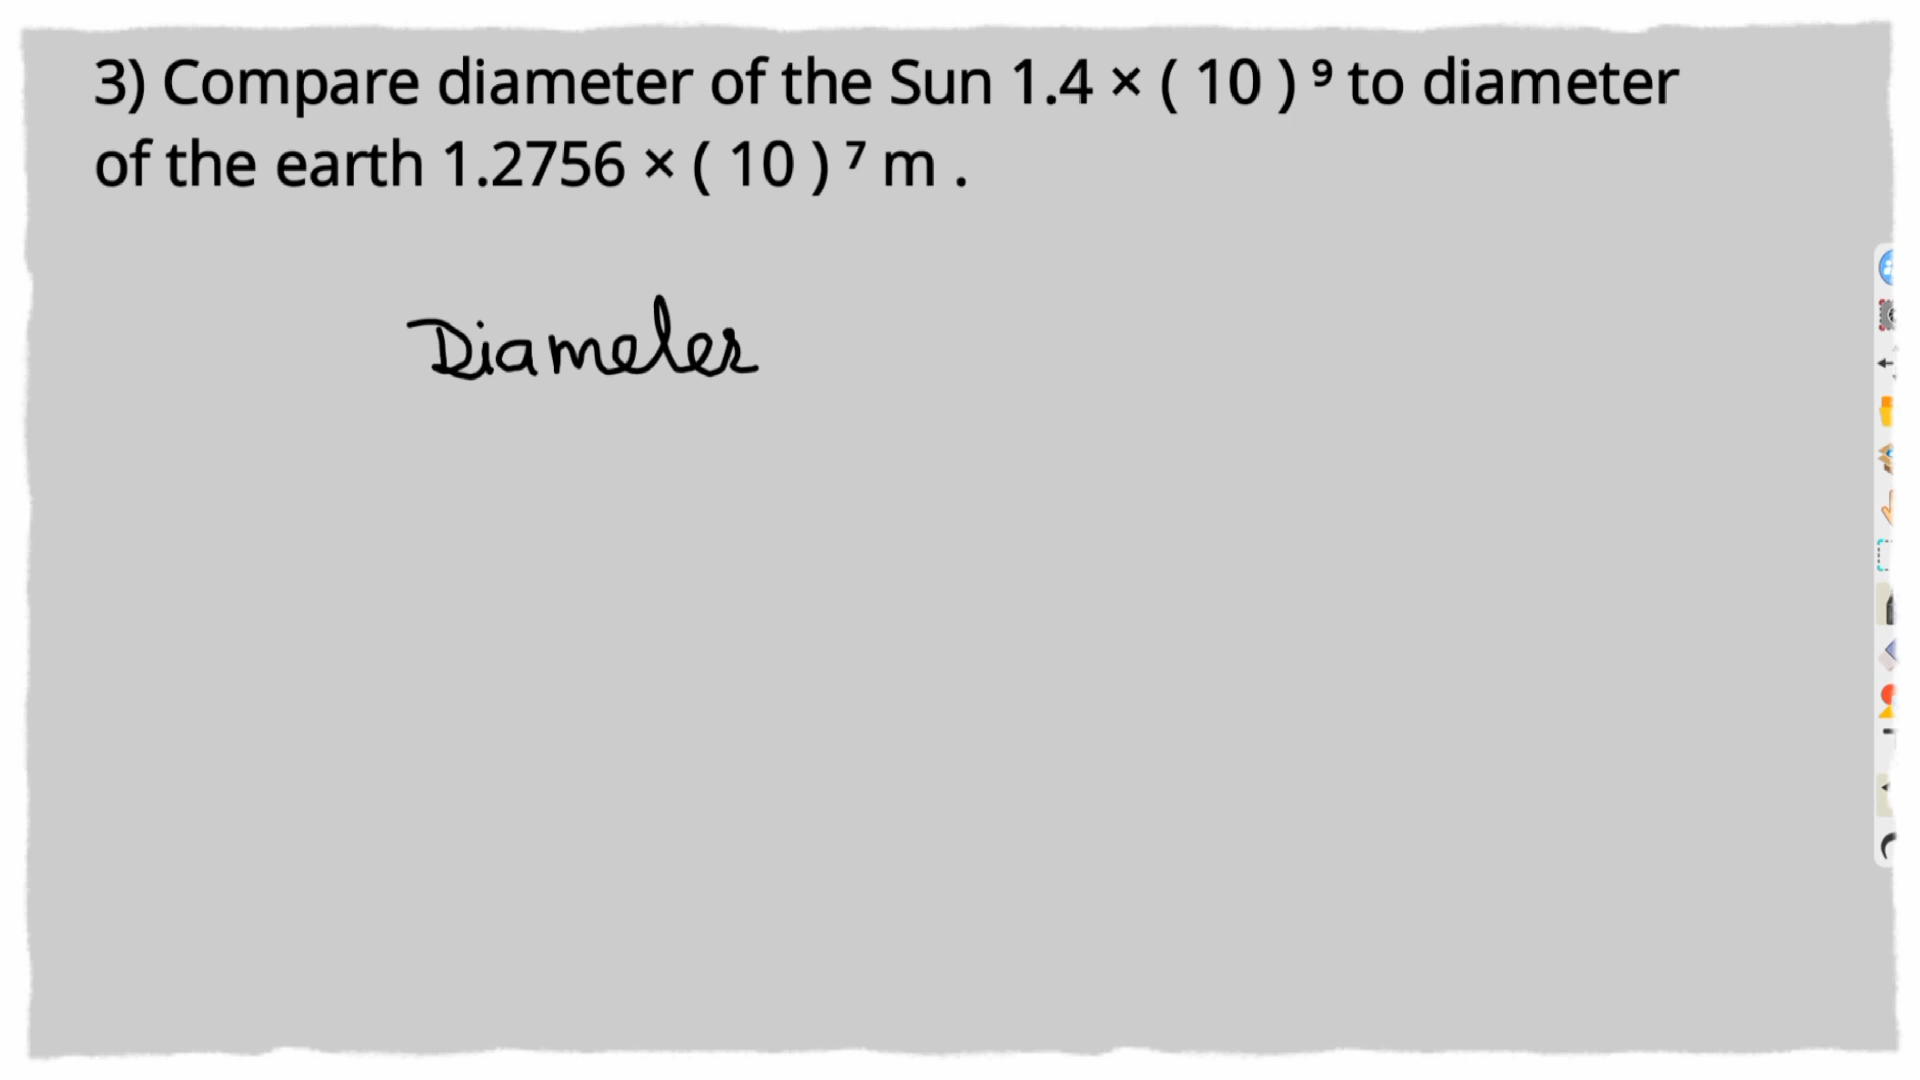 3) Compare diameter of the Sun 1.4 × ( 10 ) ⁹ to diameter
of the earth 1.2756 × ( 10 ) ⁷ m .
Diameter